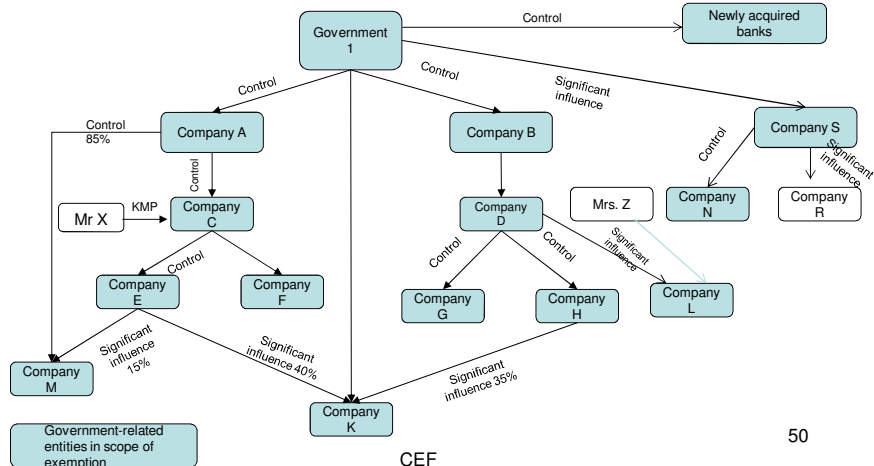 Control
Newly acquired
banks
Government
1
Control
Control
Significant
influence
Control
85%
Company A
Company B
Company S
Control
Control
Significant
influence
Mr X
KMP
Company
C
Company
D
Mrs. Z
Company
N
Company
R
Control
Control
Control
Significant
influence
Company
E
Company
F
Company
G
Company
H
Company
L
Significant
influence
15%
Significant
influence 40%
Significant
influence 35%
Company
M
Company
K
Government-related
entities in scope of
exemption
CEF
50